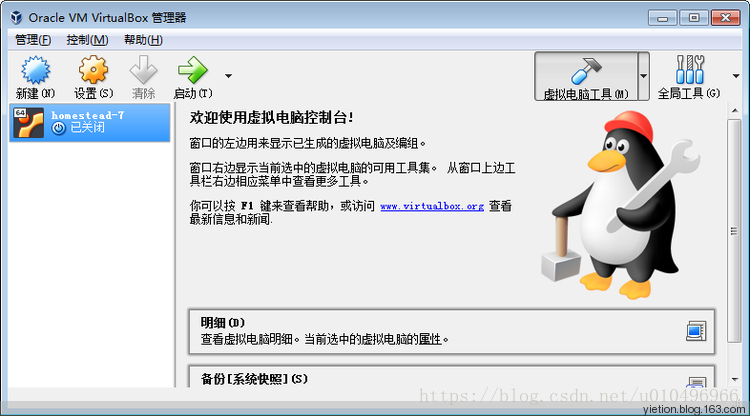 Oracle VM VirtualBox 管理器
管理(F) 控制(M) 帮助(H)
新建(N) 设置(S) 清除 启动(T) 虚拟电脑工具(M) 全局工具(G)
64 homestead-7
已关闭
欢迎使用虚拟电脑控制台!
窗口的左边用来显示已生成的虚拟电脑及编组。
窗口右边显示当前选中的虚拟电脑的可用工具集。 从窗口上边工
具栏右边相应菜单中查看更多工具。
你可以按 F1 键来查看帮助，或访问 www.virtualbox.org 查看
最新信息和新闻.
明细(D)
查看虚拟电脑明细。当前选中的虚拟电脑的属性。
备份[系统快照](S)
https://blog.csdn.net/u010496966
yietion.blog.163.com